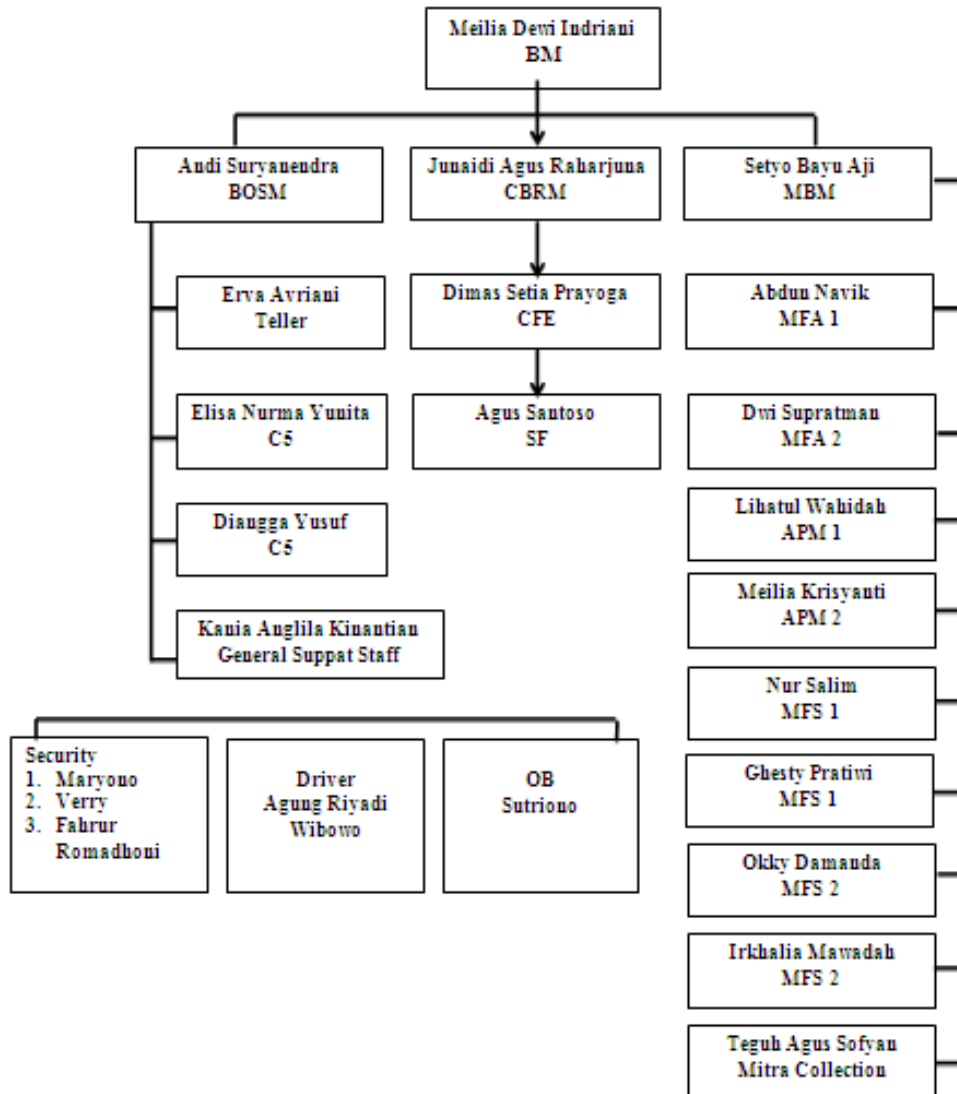 Meilia Dewi Indriani
BM
Andi Suryanendra
BOSM
Junaidi Agus Raharjuna
CBRM
Setyo Bayu Aji
MBM
Erva Avriani
Teller
Dimas Setia Prayoga
CFE
Abdun Navik
MFA 1
Elisa Nurma Yunita
C5
Agus Santoso
SF
Dwi Supratman
MFA 2
Diangga Yusuf
C5
Lihatul Wahidah
APM 1
Meilia Krisyanti
APM 2
Kania Anglila Kinantian
General Suppat Staff
Nur Salim
MFS 1
Security
1. Maryono
2. Verry
3. Fahrur
Romadhoni
Driver
Agung Riyadi
Wibowo
OB
Sutriono
Ghesty Pratiwi
MFS 1
Okky Damanda
MFS 2
Irkhalia Mawadah
MFS 2
Teguh Agus Sofyan
Mitra Collection